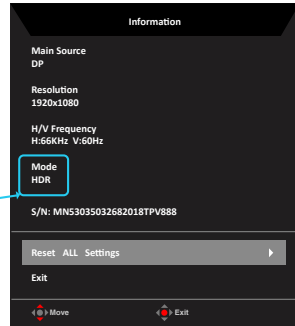 Information
Main Source
DP
Resolution
1920x1080
H/V Frequency
H:66KHz V:60Hz
Mode
HDR
S/N: MN53035032682018TPV888
Reset ALL Settings
Exit
Move Exit